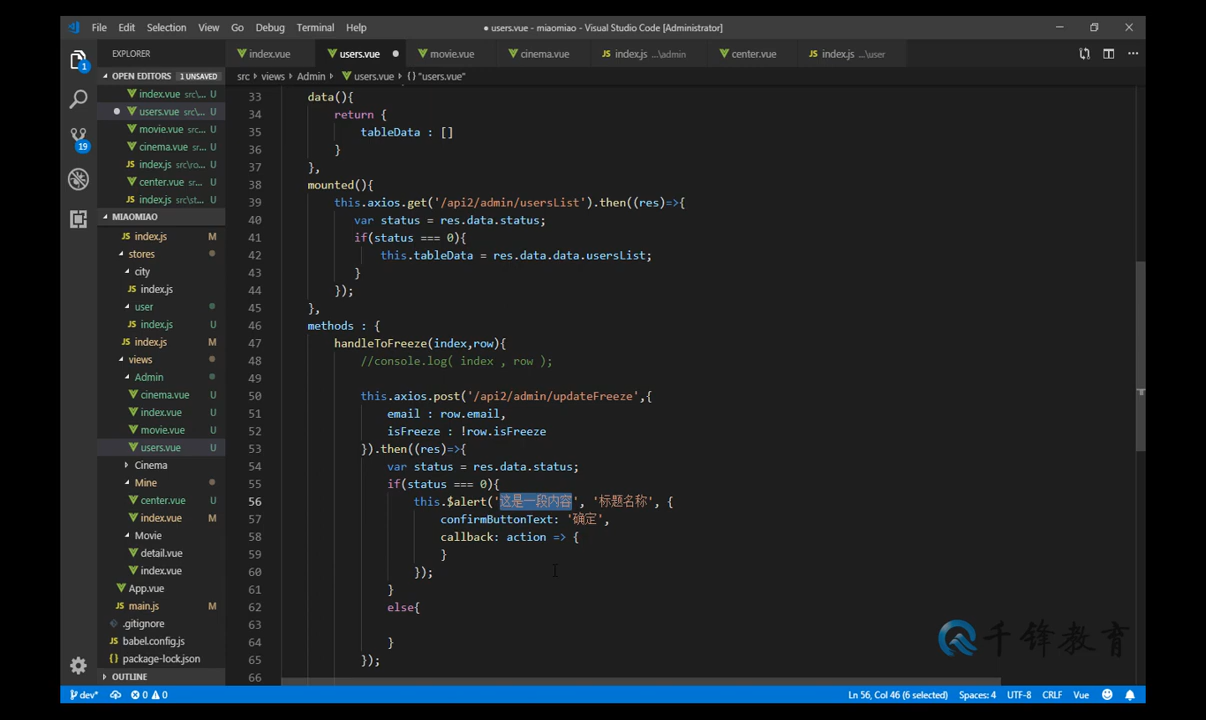 File Edit Selection View Go Debug Terminal Help
● users.vue - miaomiao - Visual Studio Code [Administrator]
EXPLORER
index.vue users.vue movie.vue cinema.vue index.js ...\admin center.vue index.js ...\user
OPEN EDITORS 1 UNSAVED
src › views › Admin › users.vue › {} "users.vue"
index.vue src\... U
users.vue src\... U
movie.vue src... U
cinema.vue src... U
index.js src\ro... U
center.vue sr... U
index.js src\st... U
MIAOMIAO
index.js M
stores
city
index.js
user
index.js U
index.js M
views
Admin
cinema.vue U
index.vue U
movie.vue U
users.vue U
Cinema
Mine
center.vue U
index.vue U
Movie
detail.vue
index.vue
App.vue
main.js M
.gitignore
babel.config.js
package-lock.json
OUTLINE
1
19
33 data(){
34 return {
35 tableData : []
36 }
37 },
38 mounted(){
39 this.axios.get('/api2/admin/usersList').then((res)=>{
40 var status = res.data.status;
41 if(status === 0){
42 this.tableData = res.data.data.usersList;
43 }
44 });
45 },
46 methods : {
47 handleToFreeze(index,row){
48 //console.log( index , row );
49
50 this.axios.post('/api2/admin/updateFreeze',{
51 email : row.email,
52 isFreeze : !row.isFreeze
53 }).then((res)=>{
54 var status = res.data.status;
55 if(status === 0){
56 this.$alert('这是一段内容', '标题名称', {
57 confirmButtonText: '确定',
58 callback: action => {
59 }
60 });
61 }
62 else{
63
64 }
65 });
66
千锋教育
dev* 0 0 Ln 56, Col 46 (6 selected) Spaces: 4 UTF-8 CRLF Vue